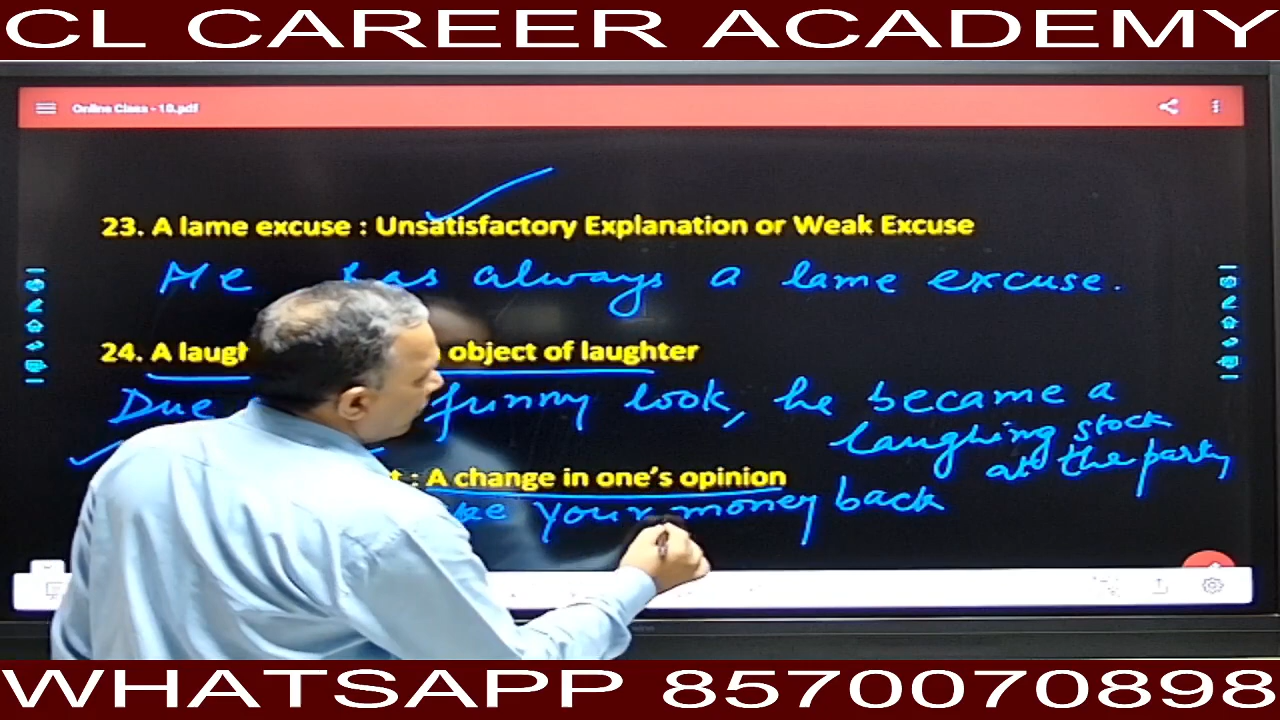 CL CAREER ACADEMY
Online Class - 18.pdf
23. A lame excuse : Unsatisfactory Explanation or Weak Excuse
He has always a lame excuse.
24. A laugh object of laughter
Due funny look, he became a
laughing stock
at the party
: A change in one's opinion
your money back
WHATSAPP 8570070898